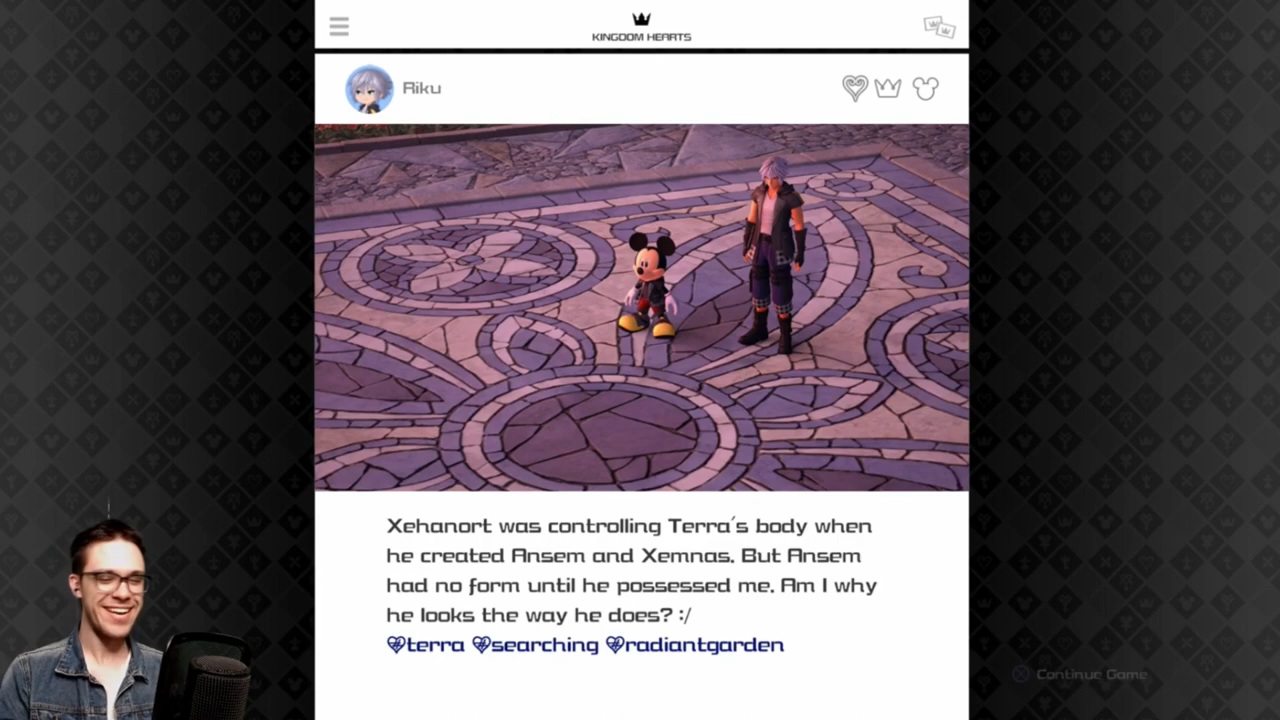 KINGDOM HEARTS
Riku
Xehanort was controlling Terra´s body when
he created Ansem and Xemnas. But Ansem
had no form until he possessed me. Am I why
he looks the way he does? :/
terra searching radiantgarden
Continue Game